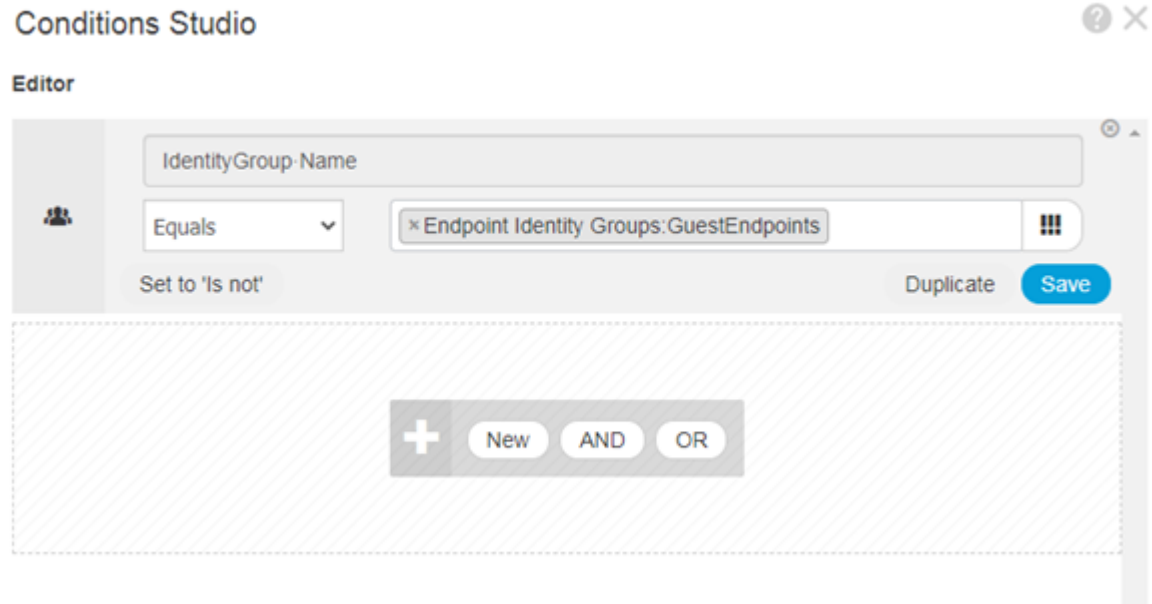 Conditions Studio
Editor
IdentityGroup·Name
Equals
× Endpoint Identity Groups:GuestEndpoints
Set to 'Is not'
Duplicate
Save
New
AND
OR